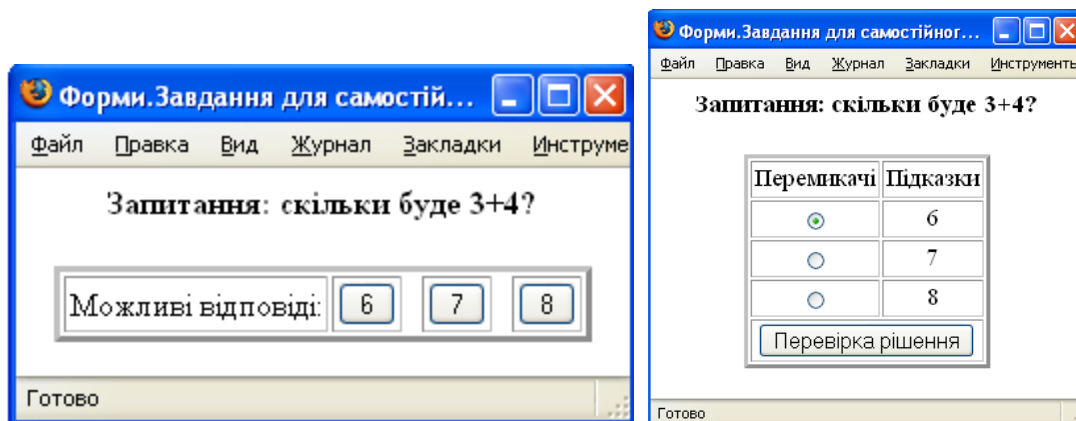 Форми.Завдання для самостій...
Файл Правка Вид Журнал Закладки Инструме
Запитання: скільки буде 3+4?
Можливі відповіді: 6 7 8
Готово
Форми.Завдання для самостійног...
Файл Правка Вид Журнал Закладки Инструменты
Запитання: скільки буде 3+4?
Перемикачі Підказки
6
7
8
Перевірка рішення
Готово